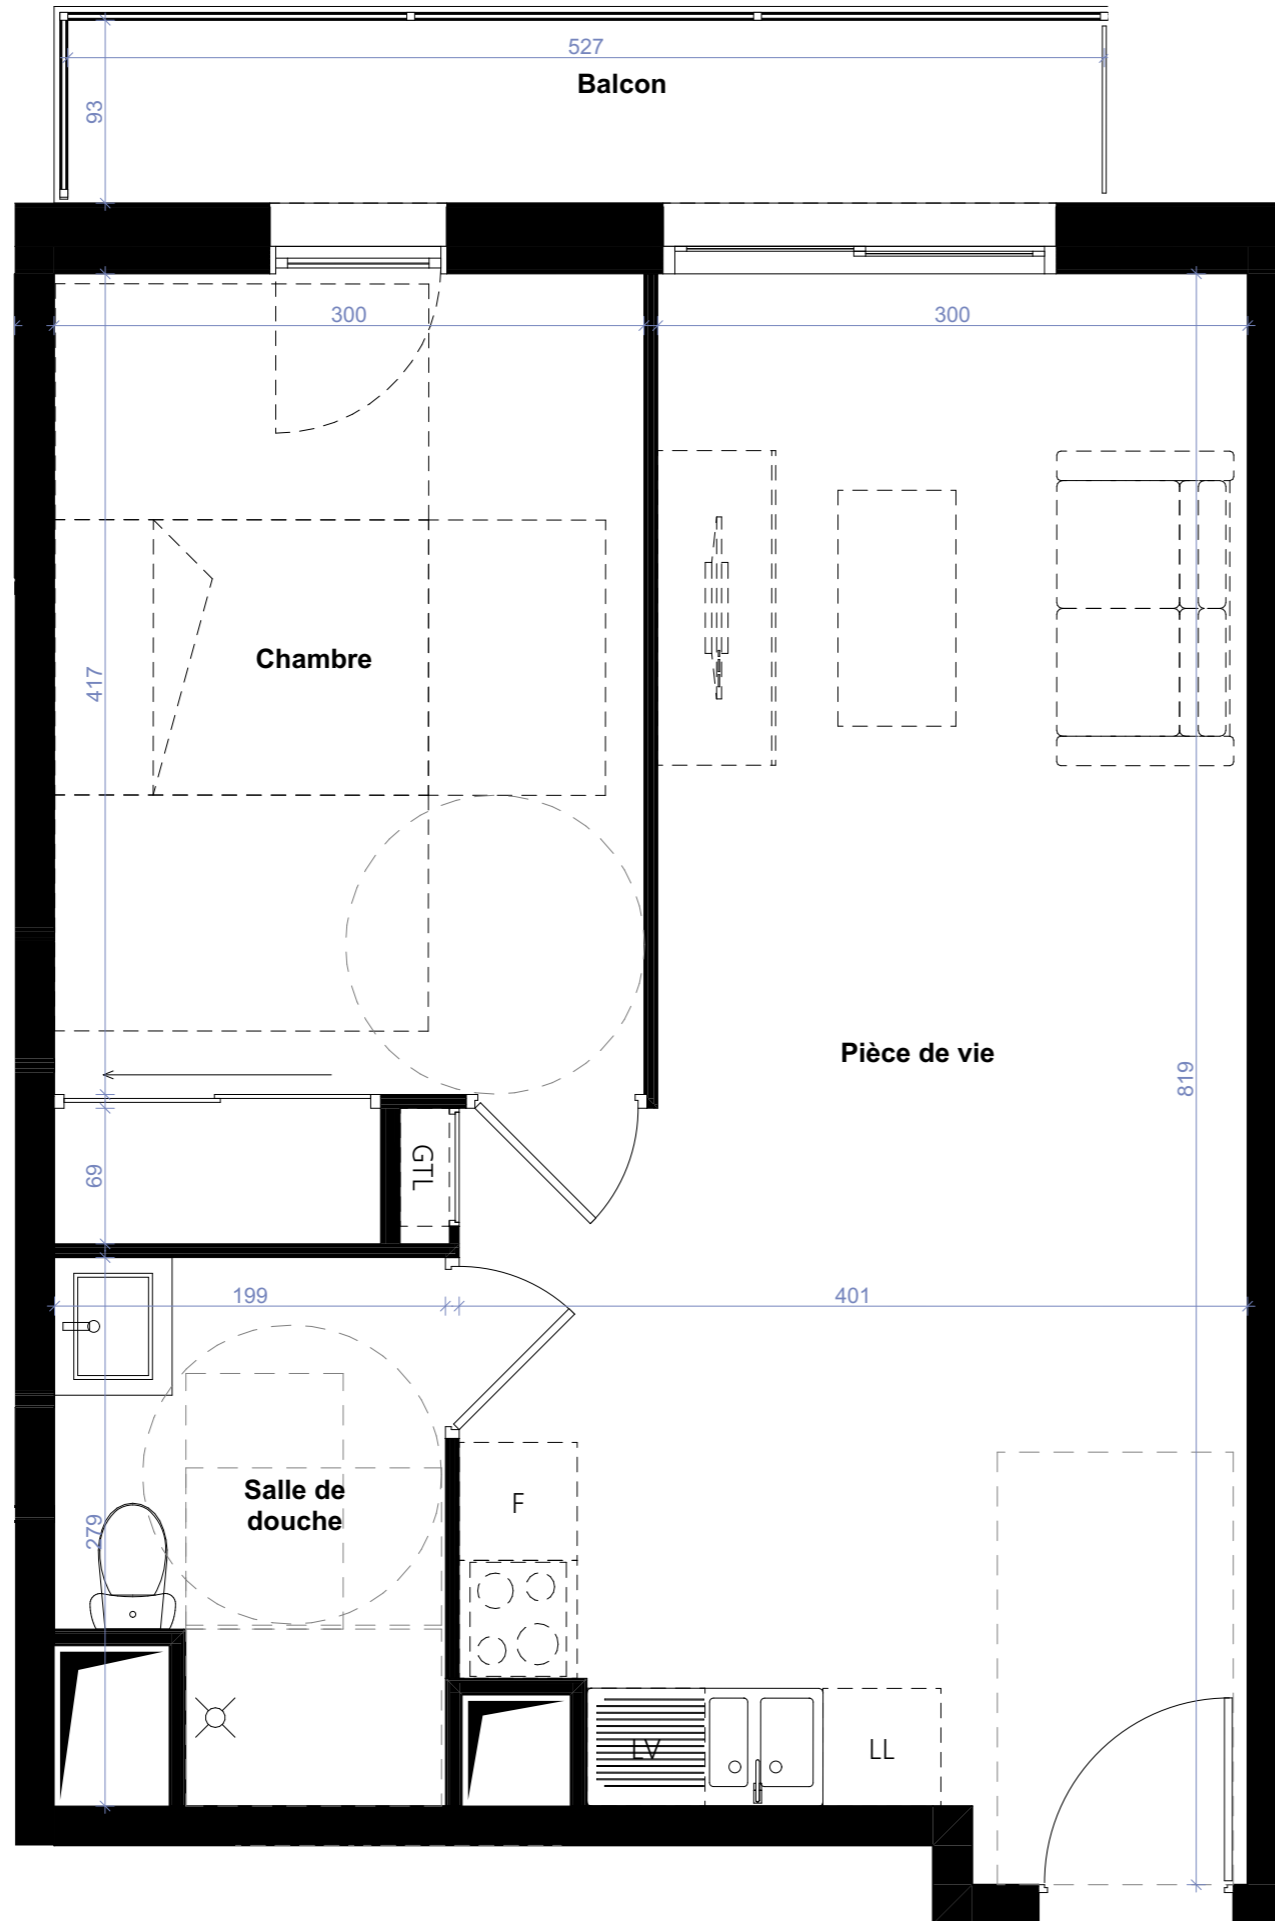 527
Balcon
93
300
300
Chambre
417
Pièce de vie
819
GTL
69
199
401
Salle de
douche
279
F
LV
LL